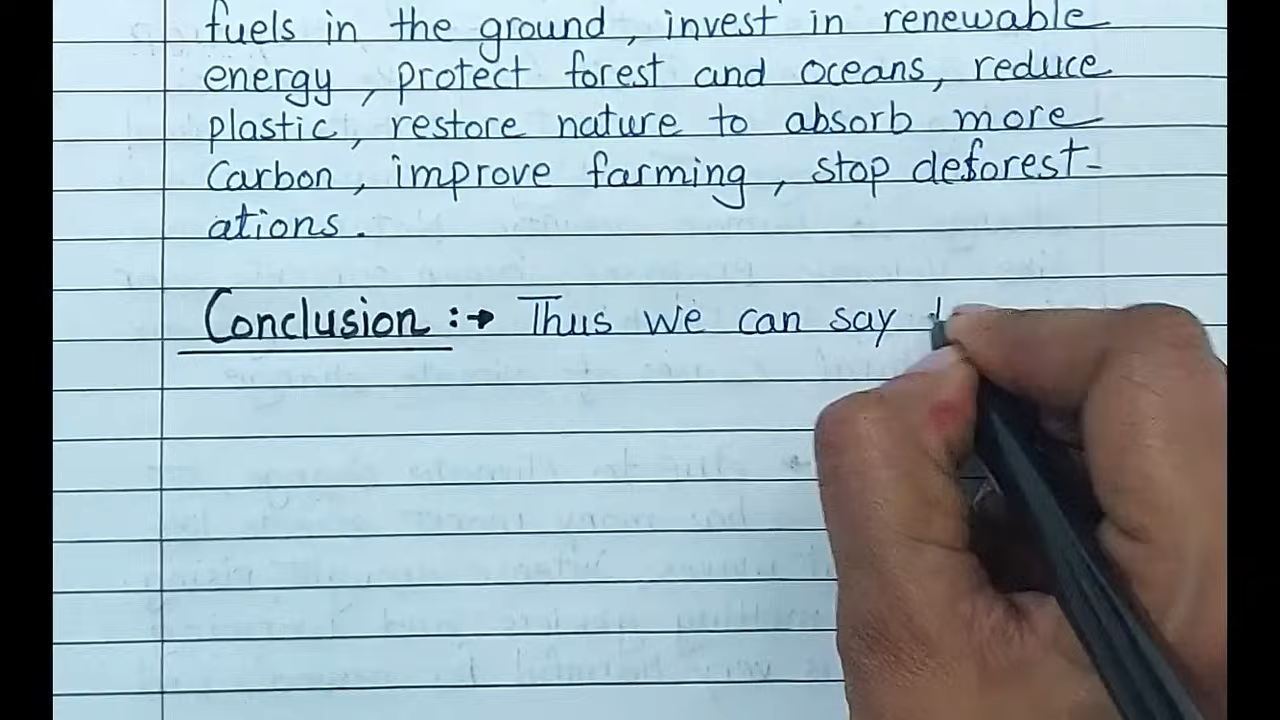 fuels in the ground, invest in renewable
energy, protect forest and oceans, reduce
plastic, restore nature to absorb more
Carbon, improve farming, stop deforest-
ations.
Conclusion :→ Thus we can say